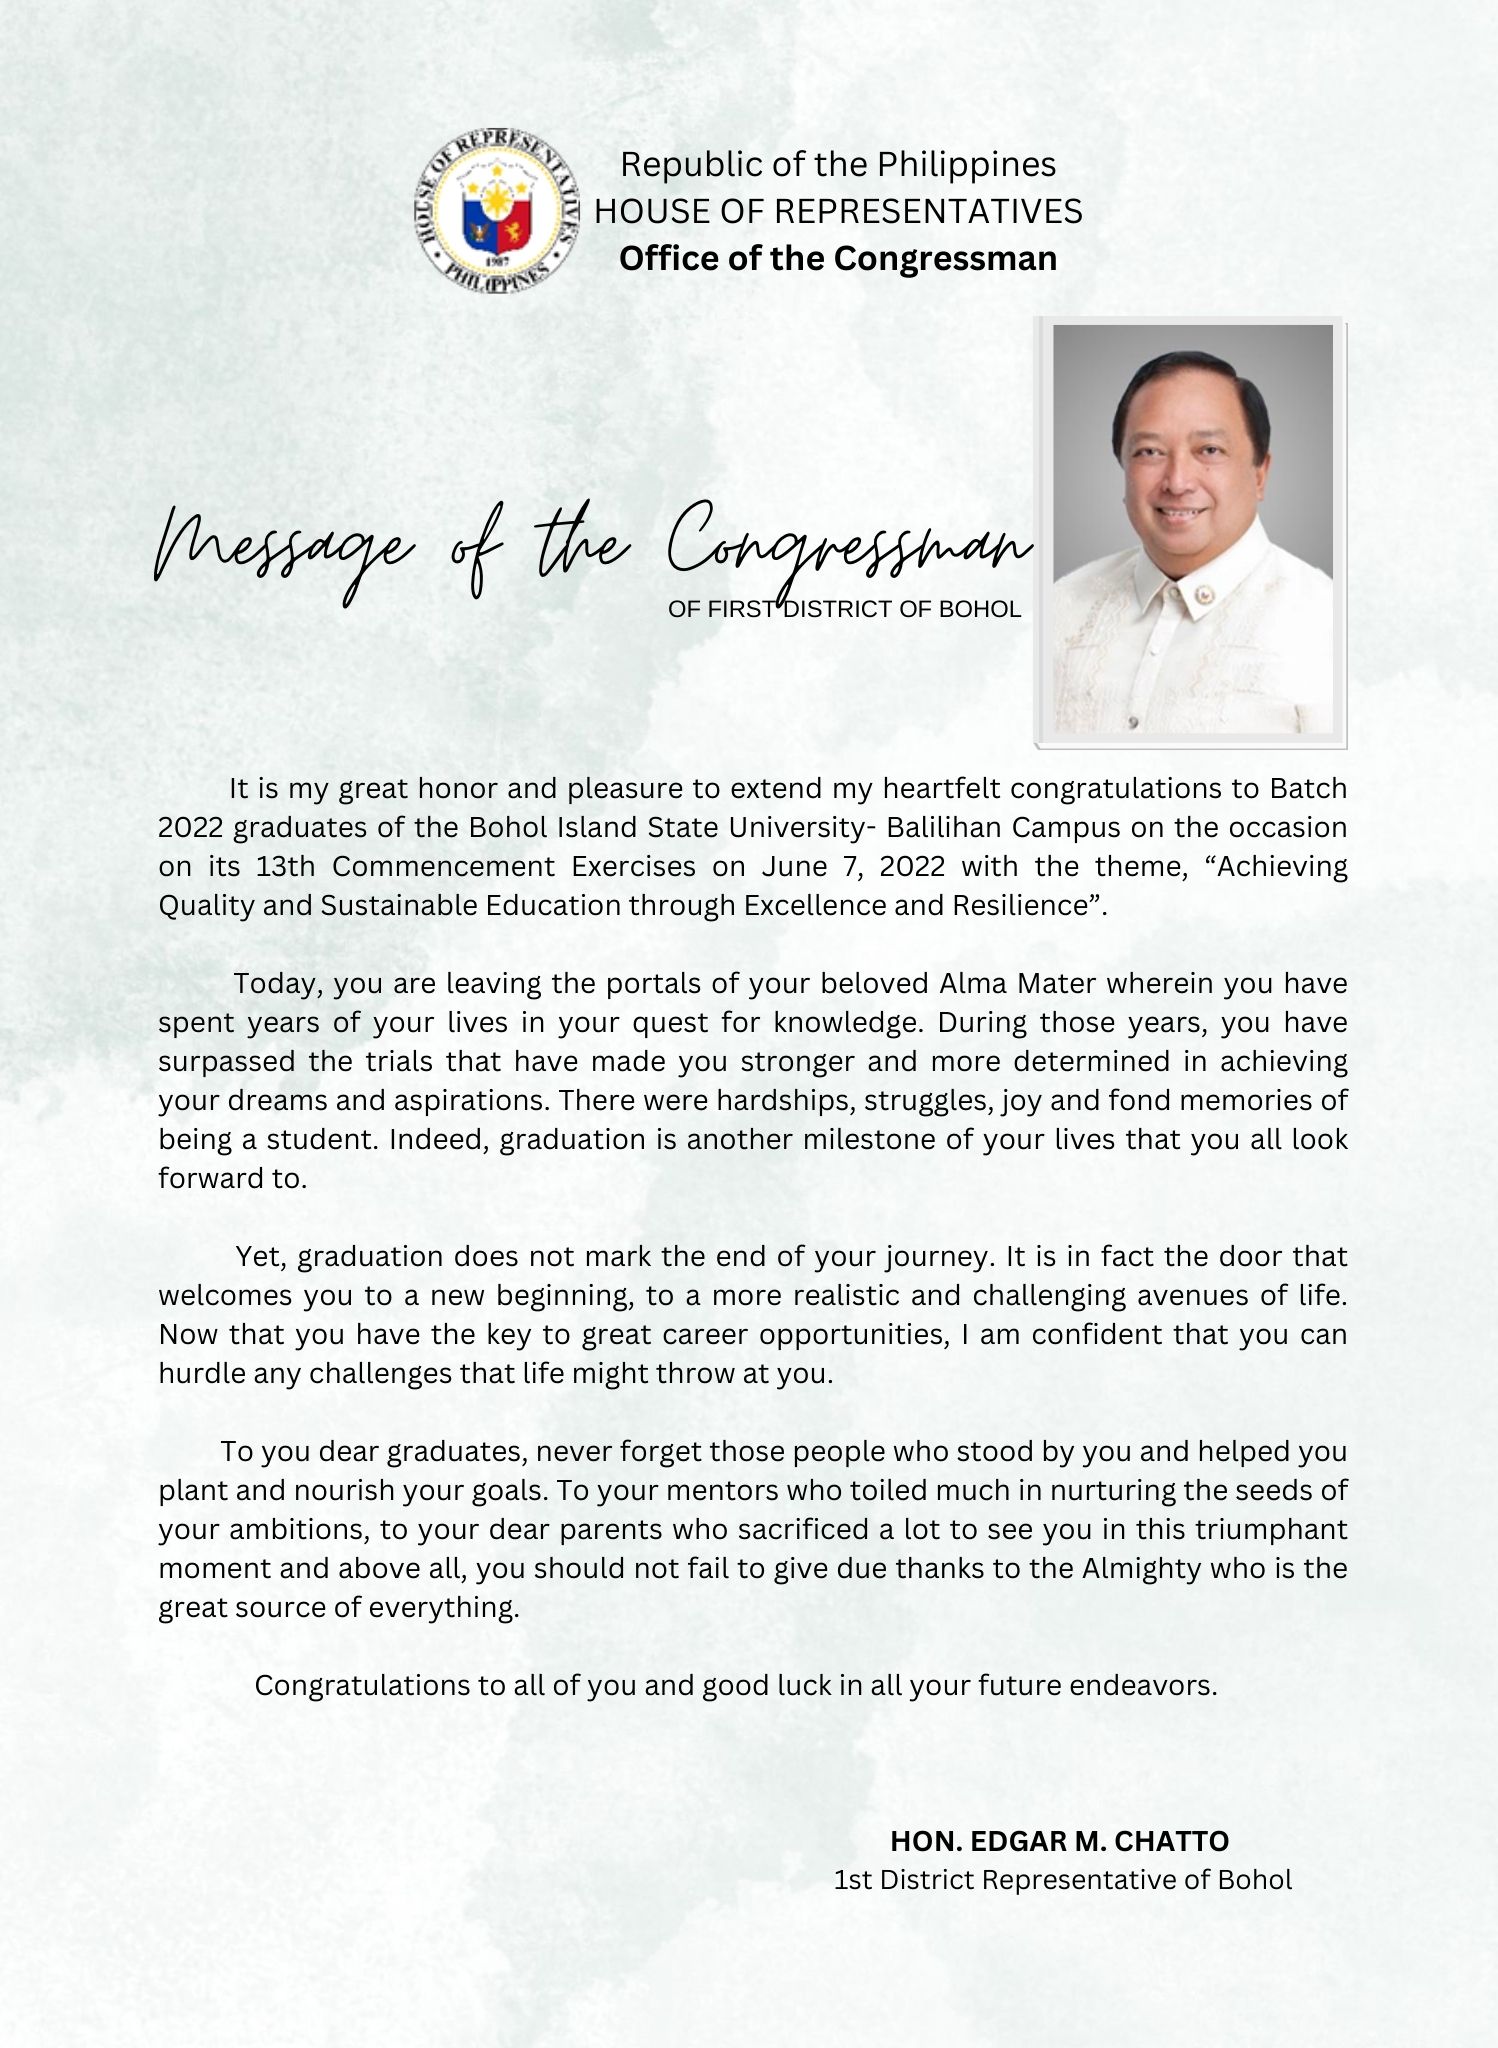 HOUSE OF REPRESENTATIVES
PHILIPPINES
1987
Republic of the Philippines
HOUSE OF REPRESENTATIVES
Office of the Congressman
Message of the Congressman
OF FIRST DISTRICT OF BOHOL
It is my great honor and pleasure to extend my heartfelt congratulations to Batch
2022 graduates of the Bohol Island State University- Balilihan Campus on the occasion
on its 13th Commencement Exercises on June 7, 2022 with the theme, “Achieving
Quality and Sustainable Education through Excellence and Resilience”.
Today, you are leaving the portals of your beloved Alma Mater wherein you have
spent years of your lives in your quest for knowledge. During those years, you have
surpassed the trials that have made you stronger and more determined in achieving
your dreams and aspirations. There were hardships, struggles, joy and fond memories of
being a student. Indeed, graduation is another milestone of your lives that you all look
forward to.
Yet, graduation does not mark the end of your journey. It is in fact the door that
welcomes you to a new beginning, to a more realistic and challenging avenues of life.
Now that you have the key to great career opportunities, I am confident that you can
hurdle any challenges that life might throw at you.
To you dear graduates, never forget those people who stood by you and helped you
plant and nourish your goals. To your mentors who toiled much in nurturing the seeds of
your ambitions, to your dear parents who sacrificed a lot to see you in this triumphant
moment and above all, you should not fail to give due thanks to the Almighty who is the
great source of everything.
Congratulations to all of you and good luck in all your future endeavors.
HON. EDGAR M. CHATTO
1st District Representative of Bohol